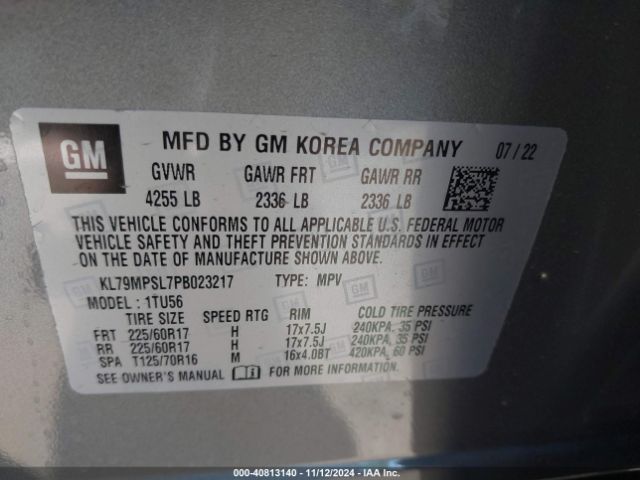 GM MFD BY GM KOREA COMPANY 07/22
GVWR GAWR FRT GAWR RR
4255 LB 2336 LB 2336 LB
THIS VEHICLE CONFORMS TO ALL APPLICABLE U.S. FEDERAL MOTOR
VEHICLE SAFETY AND THEFT PREVENTION STANDARDS IN EFFECT
ON THE DATE OF MANUFACTURE SHOWN ABOVE.
KL79MPSL7PB023217 TYPE: MPV
MODEL: 1TU56
TIRE SIZE SPEED RTG RIM COLD TIRE PRESSURE
FRT 225/60R17 H 17x7.5J 240KPA, 35 PSI
RR 225/60R17 H 17x7.5J 240KPA, 35 PSI
SPA T125/70R16 M 16x4.0BT 420KPA, 60 PSI
SEE OWNER'S MANUAL FOR MORE INFORMATION
000-40813140 - 11/12/2024 - IAA Inc.